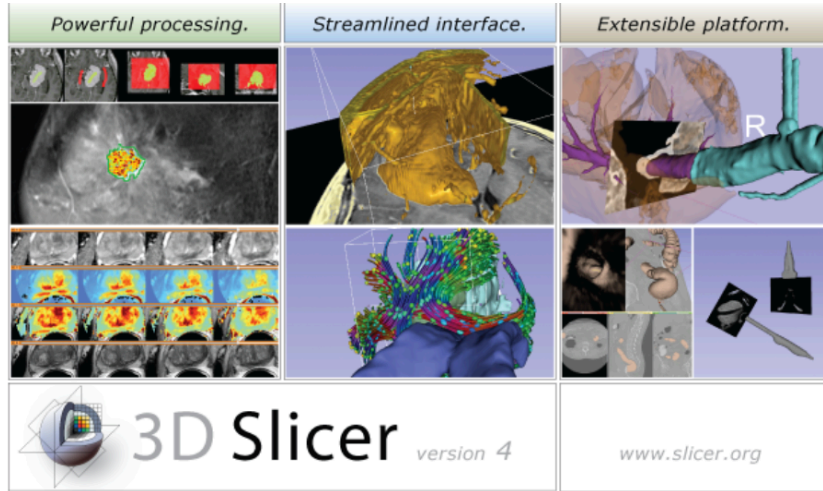 Powerful processing.
Streamlined interface.
Extensible platform.
R
3D Slicer version 4
www.slicer.org